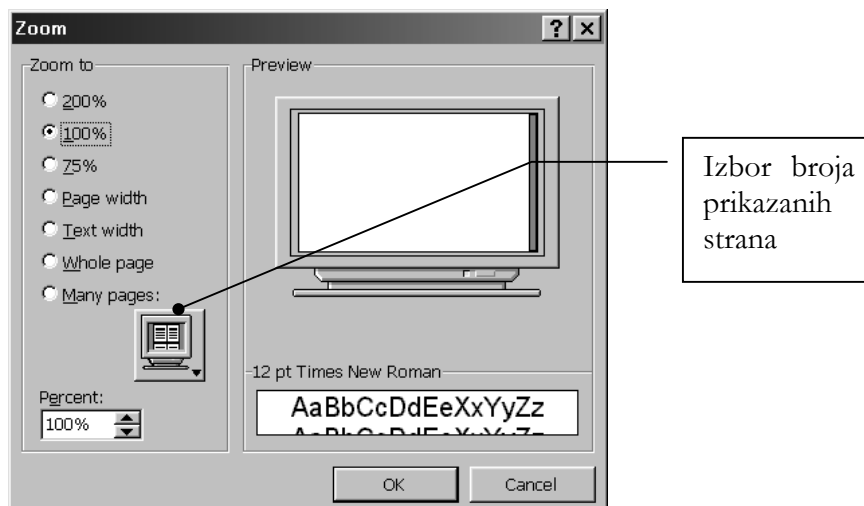 Zoom
Zoom to
200%
100%
75%
Page width
Text width
Whole page
Many pages:
Percent:
100%
Preview
12 pt Times New Roman
AaBbCcDdEeXxYyZz
AaBbCcDdEeXxYyZz
OK
Cancel
Izbor broja
prikazanih
strana